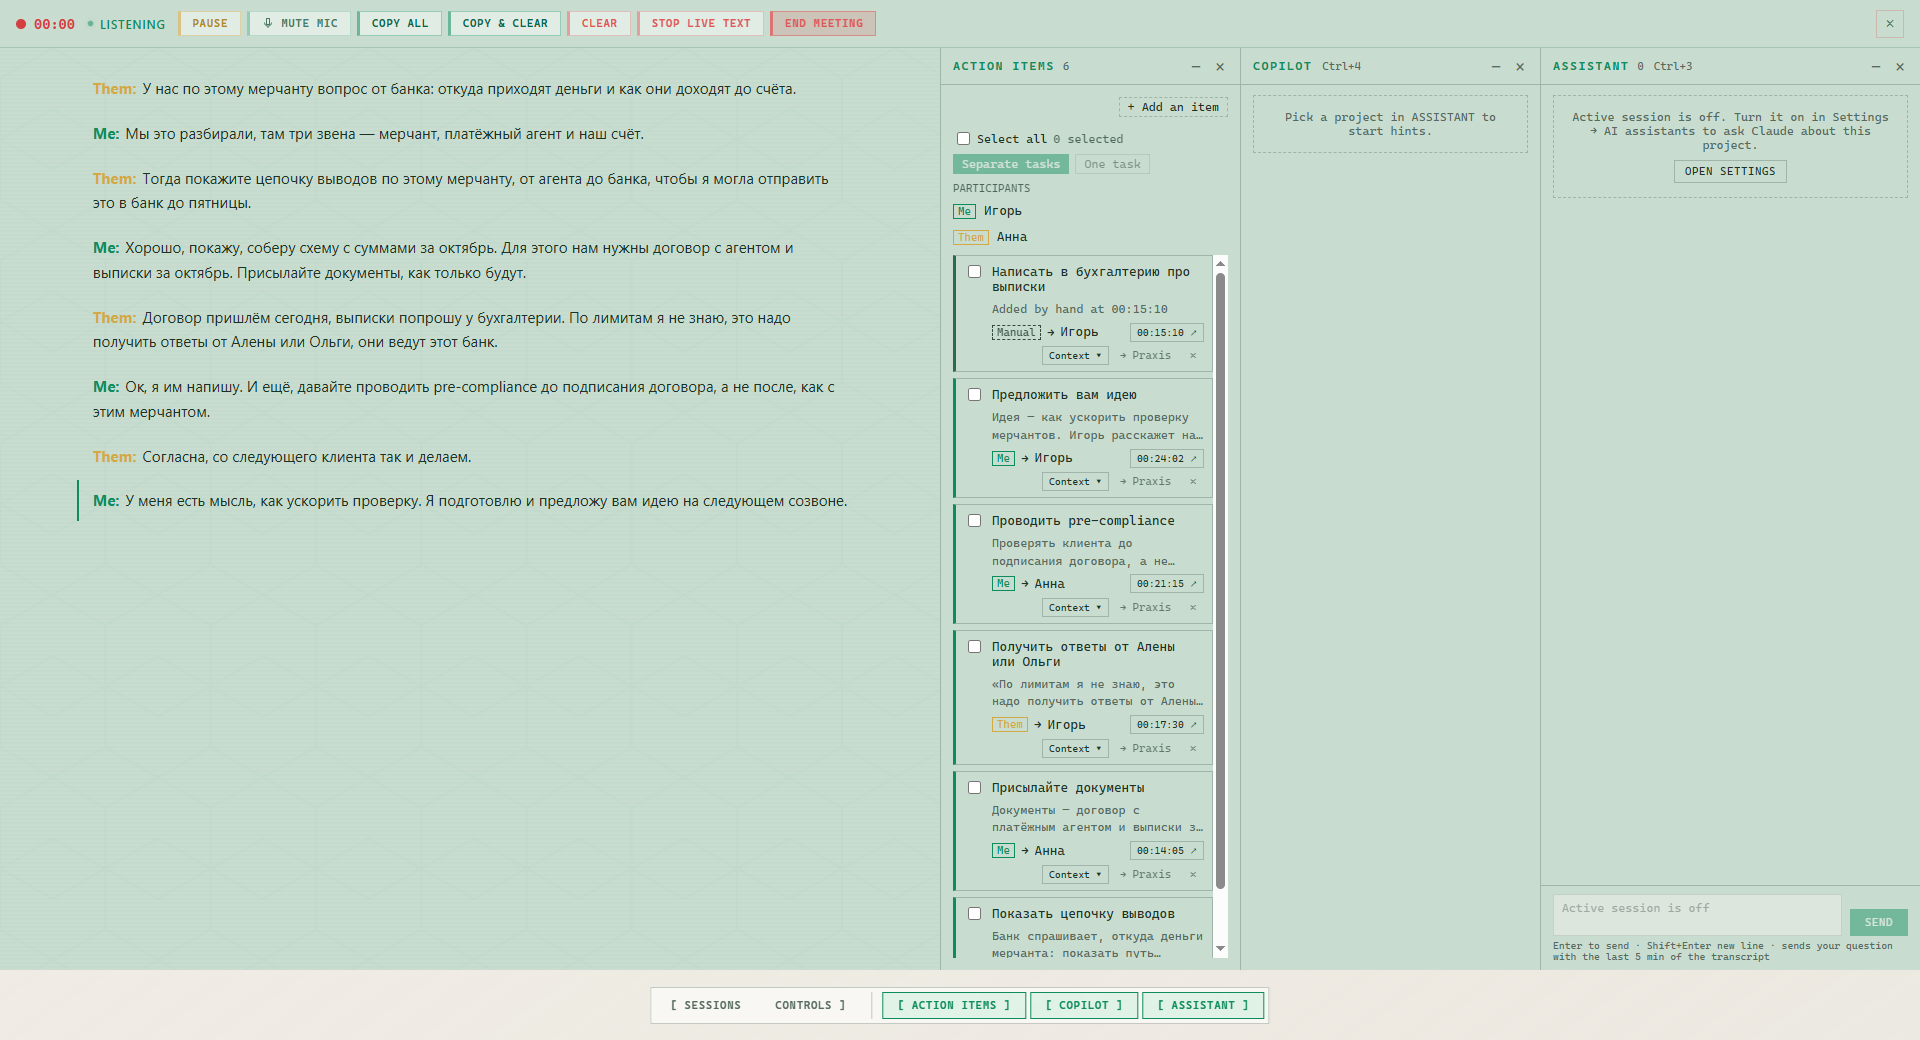 00:00 LISTENING PAUSE MUTE MIC COPY ALL COPY & CLEAR CLEAR STOP LIVE TEXT END MEETING ×
Them: У нас по этому мерчанту вопрос от банка: откуда приходят деньги и как они доходят до счёта.
Me: Мы это разбирали, там три звена — мерчант, платёжный агент и наш счёт.
Them: Тогда покажите цепочку выводов по этому мерчанту, от агента до банка, чтобы я могла отправить
это в банк до пятницы.
Me: Хорошо, покажу, соберу схему с суммами за октябрь. Для этого нам нужны договор с агентом и
выписки за октябрь. Присылайте документы, как только будут.
Them: Договор пришлём сегодня, выписки попрошу у бухгалтерии. По лимитам я не знаю, это надо
получить ответы от Алены или Ольги, они ведут этот банк.
Me: Ок, я им напишу. И ещё, давайте проводить pre-compliance до подписания договора, а не после, как с
этим мерчантом.
Them: Согласна, со следующего клиента так и делаем.
Me: У меня есть мысль, как ускорить проверку. Я подготовлю и предложу вам идею на следующем созвоне.
ACTION ITEMS 6 − ×
+ Add an item
Select all 0 selected
Separate tasks One task
PARTICIPANTS
Me Игорь
Them Анна
Написать в бухгалтерию про
выписки
Added by hand at 00:15:10
Manual → Игорь 00:15:10 ↗
Context ▾ → Praxis ×
Предложить вам идею
Идея — как ускорить проверку
мерчантов. Игорь расскажет на…
Me → Игорь 00:24:02 ↗
Context ▾ → Praxis ×
Проводить pre-compliance
Проверять клиента до
подписания договора, а не…
Me → Анна 00:21:15 ↗
Context ▾ → Praxis ×
Получить ответы от Алены
или Ольги
«По лимитам я не знаю, это
надо получить ответы от Алены…
Them → Игорь 00:17:30 ↗
Context ▾ → Praxis ×
Присылайте документы
Документы — договор с
платёжным агентом и выписки з…
Me → Анна 00:14:05 ↗
Context ▾ → Praxis ×
Показать цепочку выводов
Банк спрашивает, откуда деньги
мерчанта: показать путь…
COPILOT Ctrl+4 − ×
Pick a project in ASSISTANT to
start hints.
ASSISTANT 0 Ctrl+3 − ×
Active session is off. Turn it on in Settings
→ AI assistants to ask Claude about this
project.
OPEN SETTINGS
Active session is off
SEND
Enter to send · Shift+Enter new line · sends your question
with the last 5 min of the transcript
[ SESSIONS CONTROLS ] [ ACTION ITEMS ] [ COPILOT ] [ ASSISTANT ]